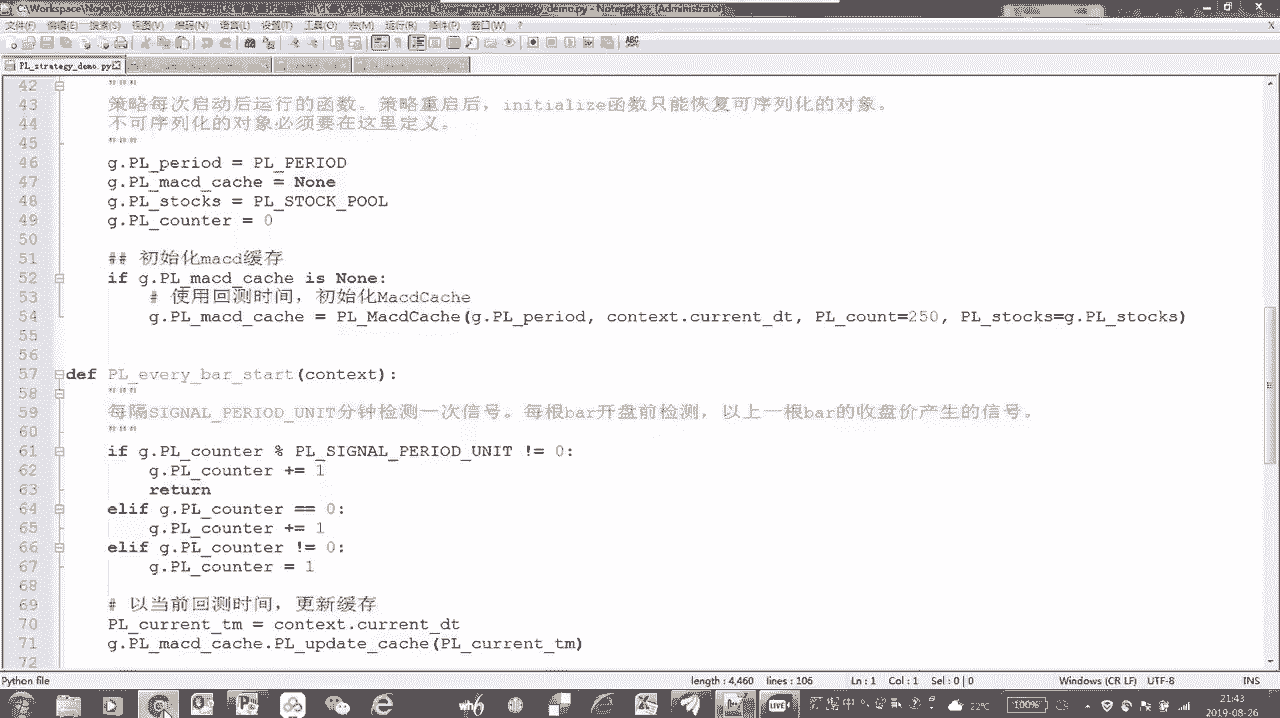 文件(F) 编辑(E) 搜索(S) 视图(V) 编码(N) 语言(L) 设置(T) 工具(O) 宏(M) 运行(R) 插件(P) 窗口(W) ?
PL_strategy_demo.py
42 """
43 策略每次启动后运行的函数。策略重启后，initialize函数只能恢复可序列化的对象。
44 不可序列化的对象必须要在这里定义。
45 """
46 g.PL_period = PL_PERIOD
47 g.PL_macd_cache = None
48 g.PL_stocks = PL_STOCK_POOL
49 g.PL_counter = 0
50
51 ## 初始化macd缓存
52 if g.PL_macd_cache is None:
53 # 使用回测时间，初始化MacdCache
54 g.PL_macd_cache = PL_MacdCache(g.PL_period, context.current_dt, PL_count=250, PL_stocks=g.PL_stocks)
55
56
57 def PL_every_bar_start(context):
58 """
59 每隔SIGNAL_PERIOD_UNIT分钟检测一次信号。每根bar开盘前检测，以上一根bar的收盘价产生的信号。
60 """
61 if g.PL_counter % PL_SIGNAL_PERIOD_UNIT != 0:
62 g.PL_counter += 1
63 return
64 elif g.PL_counter == 0:
65 g.PL_counter += 1
66 elif g.PL_counter != 0:
67 g.PL_counter = 1
68
69 # 以当前回测时间，更新缓存
70 PL_current_tm = context.current_dt
71 g.PL_macd_cache.PL_update_cache(PL_current_tm)
72
Python file length : 4,460 lines : 106 Ln : 1 Col : 1 Sel : 0 | 0 Windows (CR LF) UTF-8 INS
22℃ 100% 21:43
2019-08-26